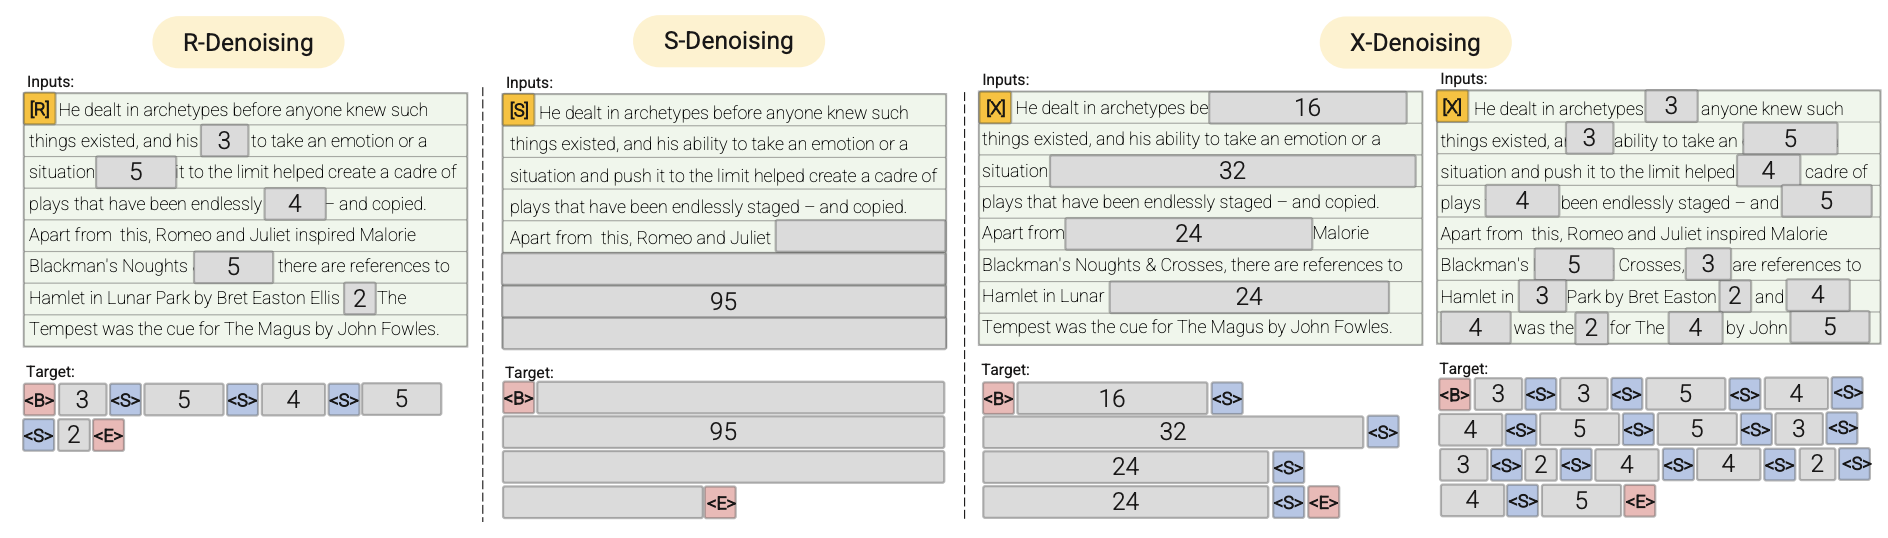 R-Denoising
Inputs:
[R] He dealt in archetypes before anyone knew such
things existed, and his 3 to take an emotion or a
situation 5 it to the limit helped create a cadre of
plays that have been endlessly 4 – and copied.
Apart from this, Romeo and Juliet inspired Malorie
Blackman's Noughts 5 there are references to
Hamlet in Lunar Park by Bret Easton Ellis 2 The
Tempest was the cue for The Magus by John Fowles.
Target:
<B> 3 <S> 5 <S> 4 <S> 5
<S> 2 <E>
S-Denoising
Inputs:
[S] He dealt in archetypes before anyone knew such
things existed, and his ability to take an emotion or a
situation and push it to the limit helped create a cadre of
plays that have been endlessly staged – and copied.
Apart from this, Romeo and Juliet
95
Target:
<B>
95
<E>
X-Denoising
Inputs:
[X] He dealt in archetypes be 16
things existed, and his ability to take an emotion or a
situation 32
plays that have been endlessly staged – and copied.
Apart from 24 Malorie
Blackman's Noughts & Crosses, there are references to
Hamlet in Lunar 24
Tempest was the cue for The Magus by John Fowles.
Target:
<B> 16 <S>
32 <S>
24 <S>
24 <S> <E>
Inputs:
[X] He dealt in archetypes 3 anyone knew such
things existed, a 3 ability to take an 5
situation and push it to the limit helped 4 cadre of
plays 4 been endlessly staged – and 5
Apart from this, Romeo and Juliet inspired Malorie
Blackman's 5 Crosses, 3 are references to
Hamlet in 3 Park by Bret Easton 2 and 4
4 was the 2 for The 4 by John 5
Target:
<B> 3 <S> 3 <S> 5 <S> 4 <S>
4 <S> 5 <S> 5 <S> 3 <S>
3 <S> 2 <S> 4 <S> 4 <S> 2 <S>
4 <S> 5 <E>